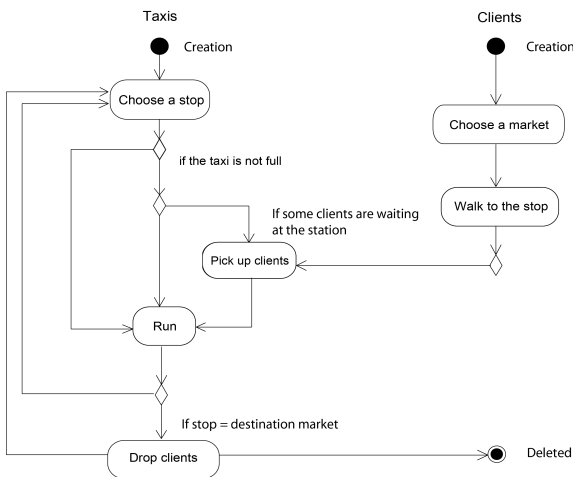 Taxis
Clients
Creation
Creation
Choose a stop
Choose a market
if the taxi is not full
Walk to the stop
If some clients are waiting
at the station
Pick up clients
Run
If stop = destination market
Drop clients
Deleted